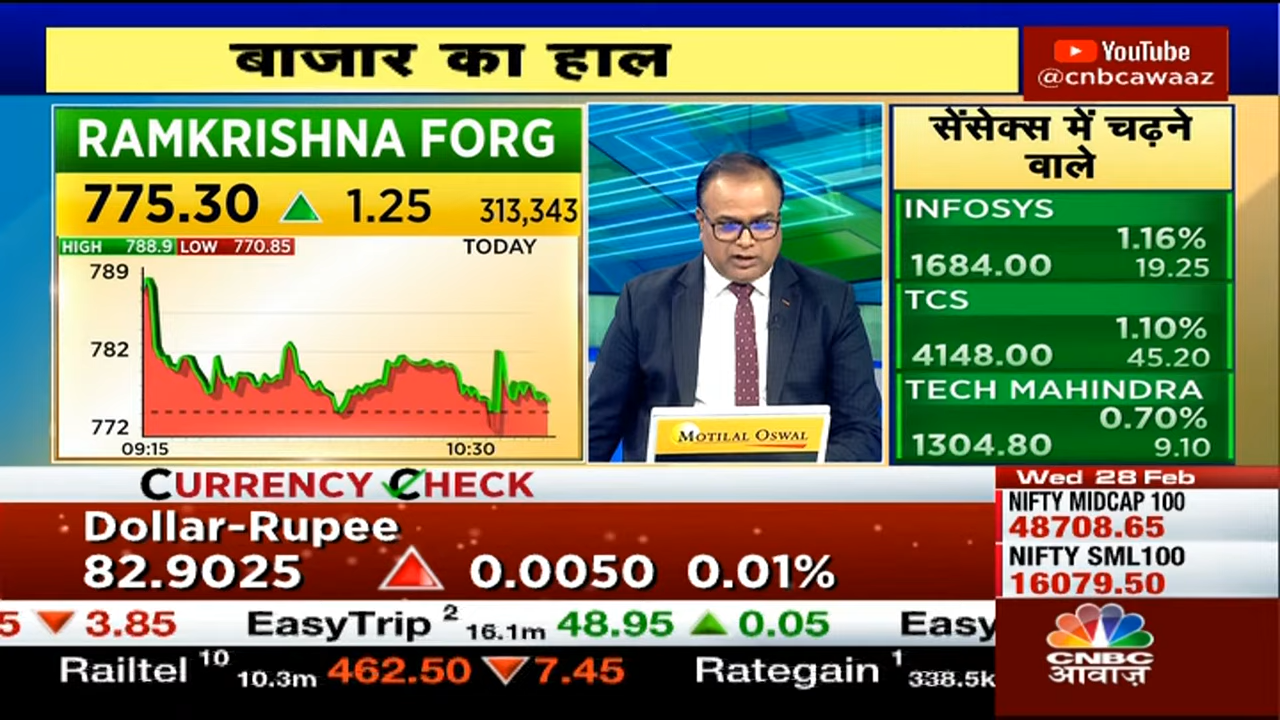 बाजार का हाल
YouTube
@cnbcawaaz
RAMKRISHNA FORG
775.30 ▲ 1.25 313,343
HIGH 788.9 LOW 770.85 TODAY
789
782
772
09:15 10:30
MOTILAL OSWAL
सेंसेक्स में चढ़ने
वाले
INFOSYS
1.16%
1684.00 19.25
TCS
1.10%
4148.00 45.20
TECH MAHINDRA
0.70%
1304.80 9.10
CURRENCY CHECK
Dollar-Rupee
82.9025 ▲ 0.0050 0.01%
Wed 28 Feb
NIFTY MIDCAP 100
48708.65
NIFTY SML100
16079.50
5 ▼ 3.85 EasyTrip 2 16.1m 48.95 ▲ 0.05 Easy
Railtel 10 10.3m 462.50 ▼ 7.45 Rategain 1 338.5k
CNBC
आवाज़